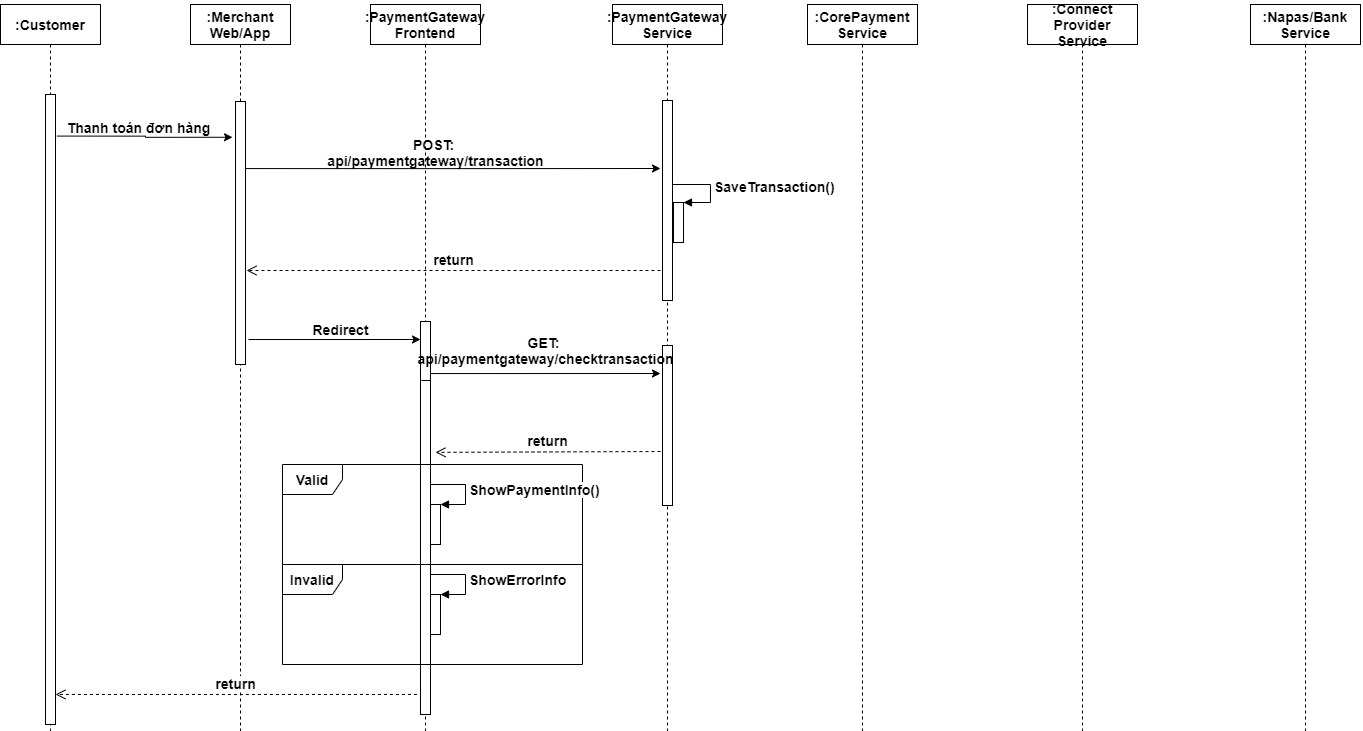 :Customer
:Merchant
Web/App
:PaymentGateway
Frontend
:PaymentGateway
Service
:CorePayment
Service
:Connect
Provider
Service
:Napas/Bank
Service
Thanh toán đơn hàng
POST:
api/paymentgateway/transaction
SaveTransaction()
return
Redirect
GET:
api/paymentgateway/checktransaction
return
Valid
ShowPaymentInfo()
Invalid
ShowErrorInfo
return